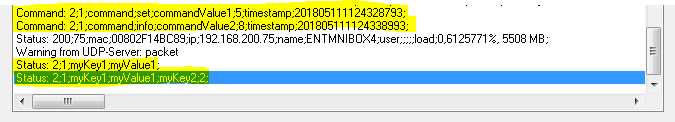 Command: 2;1;command;set;commandValue1;5;timestamp;201805111124328793;
Command: 2;1;command;info;commandValue2;8;timestamp;201805111124338993;
Status: 200;75;mac;00802F14BC89;ip;192.168.200.75;name;ENTMNIBOX4;user;;;;;load;0,6125771%, 5508 MB;
Warning from UDP-Server: packet
Status: 2;1;myKey1;myValue1;
Status: 2;1;myKey1;myValue1;myKey2;2;